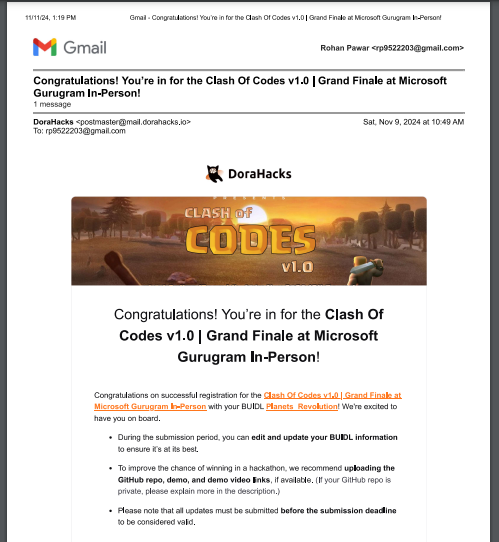 11/11/24, 1:19 PM
Gmail - Congratulations! You're in for the Clash Of Codes v1.0 | Grand Finale at Microsoft Gurugram In-Person!
Gmail
Rohan Pawar <rp9522203@gmail.com>
Congratulations! You're in for the Clash Of Codes v1.0 | Grand Finale at Microsoft
Gurugram In-Person!
1 message
DoraHacks <postmaster@mail.dorahacks.io>
Sat, Nov 9, 2024 at 10:49 AM
To: rp9522203@gmail.com
DoraHacks
CLASH of
CODES
v1.0
Congratulations! You're in for the Clash Of
Codes v1.0 | Grand Finale at Microsoft
Gurugram In-Person!
Congratulations on successful registration for the Clash Of Codes v1.0 | Grand Finale at
Microsoft Gurugram In-Person with your BUIDL Planets_Revolution! We're excited to
have you on board.
• During the submission period, you can edit and update your BUIDL information
to ensure it's at its best.
• To improve the chance of winning in a hackathon, we recommend uploading the
GitHub repo, demo, and demo video links, if available. (If your GitHub repo is
private, please explain more in the description.)
• Please note that all updates must be submitted before the submission deadline
to be considered valid.